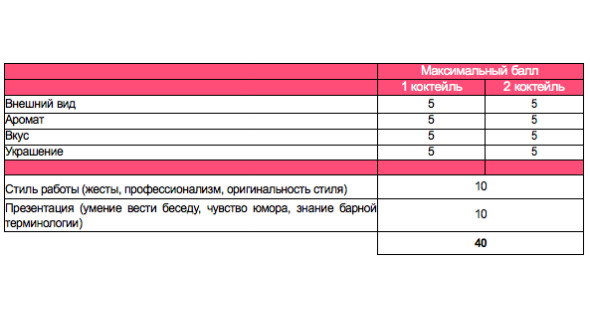 Максимальный балл
1 коктейль 2 коктейль
Внешний вид 5 5
Аромат 5 5
Вкус 5 5
Украшение 5 5
Стиль работы (жесты, профессионализм, оригинальность стиля) 10
Презентация (умение вести беседу, чувство юмора, знание барной
терминологии) 10
40